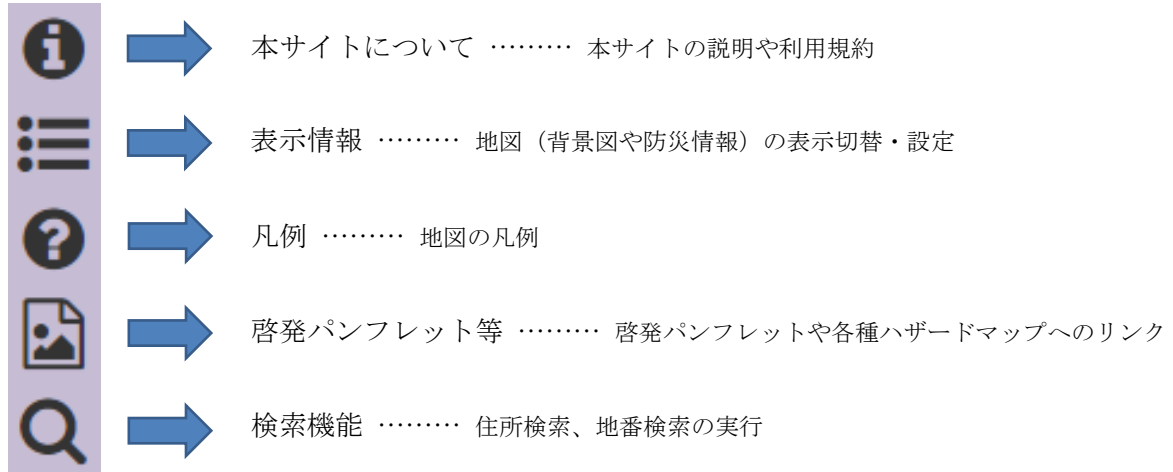 本サイトについて ……… 本サイトの説明や利用規約
表示情報 ……… 地図（背景図や防災情報）の表示切替・設定
凡例 ……… 地図の凡例
啓発パンフレット等 ……… 啓発パンフレットや各種ハザードマップへのリンク
検索機能 ……… 住所検索、地番検索の実行